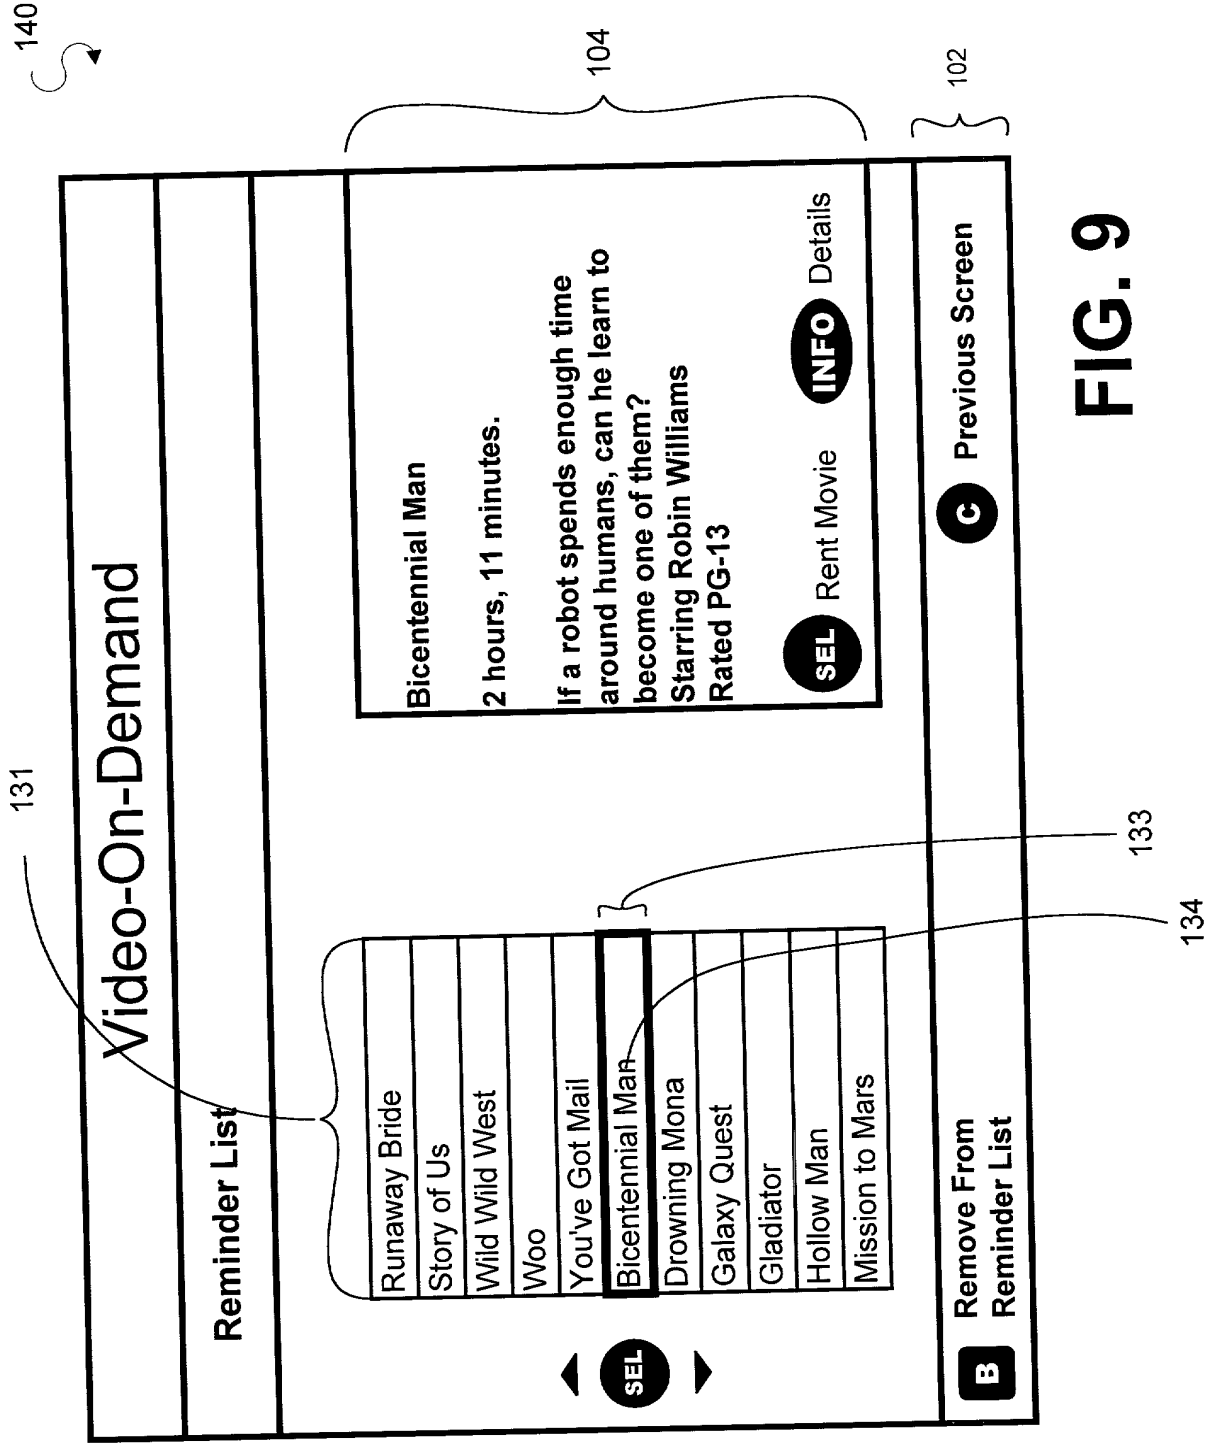 140
Video-On-Demand
131
Reminder List
Runaway Bride
Story of Us
Wild Wild West
Woo
You've Got Mail
Bicentennial Man
Drowning Mona
Galaxy Quest
Gladiator
Hollow Man
Mission to Mars
SEL
133
134
Bicentennial Man
2 hours, 11 minutes.
If a robot spends enough time
around humans, can he learn to
become one of them?
Starring Robin Williams
Rated PG-13
SEL Rent Movie INFO Details
104
B Remove From
Reminder List
C Previous Screen
102
FIG. 9